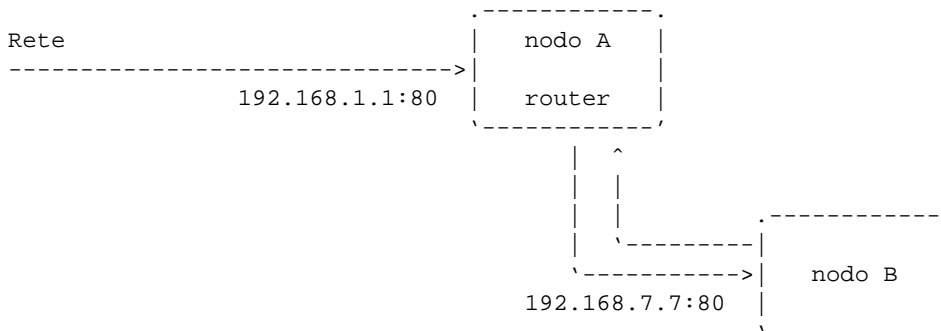 Rete
nodo A
192.168.1.1:80
router
nodo B
192.168.7.7:80